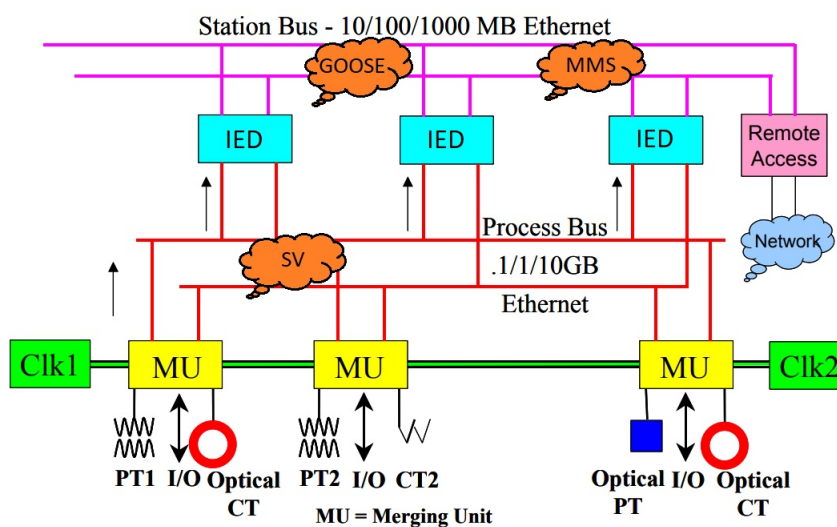 Station Bus - 10/100/1000 MB Ethernet
GOOSE
MMS
IED
IED
IED
Remote
Access
Process Bus
Network
SV
.1/1/10GB
Ethernet
Clk1
MU
MU
MU
Clk2
PT1 I/O Optical
CT
PT2 I/O CT2
Optical I/O Optical
PT CT
MU = Merging Unit